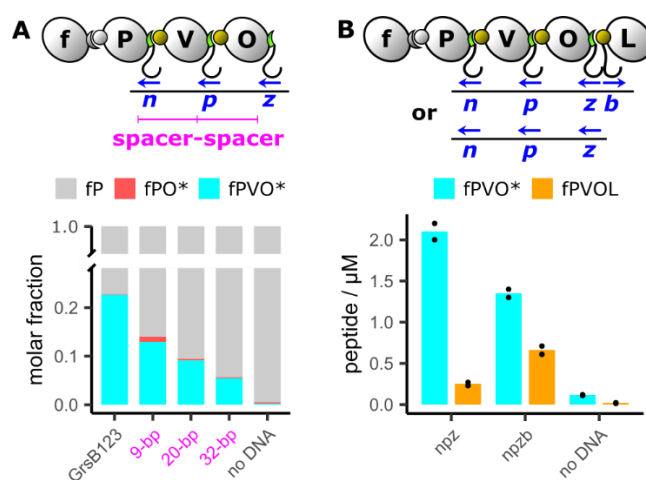 A
f P V O
n p z
spacer-spacer
fP fPO* fPVO*
molar fraction
1.0
0.2
0.1
0.0
GrsB123
9-bp
20-bp
32-bp
no DNA
B
f P V O L
n p z b
or
n p z
fPVO* fPVOL
peptide / µM
2.0
1.5
1.0
0.5
0.0
npz
npzb
no DNA